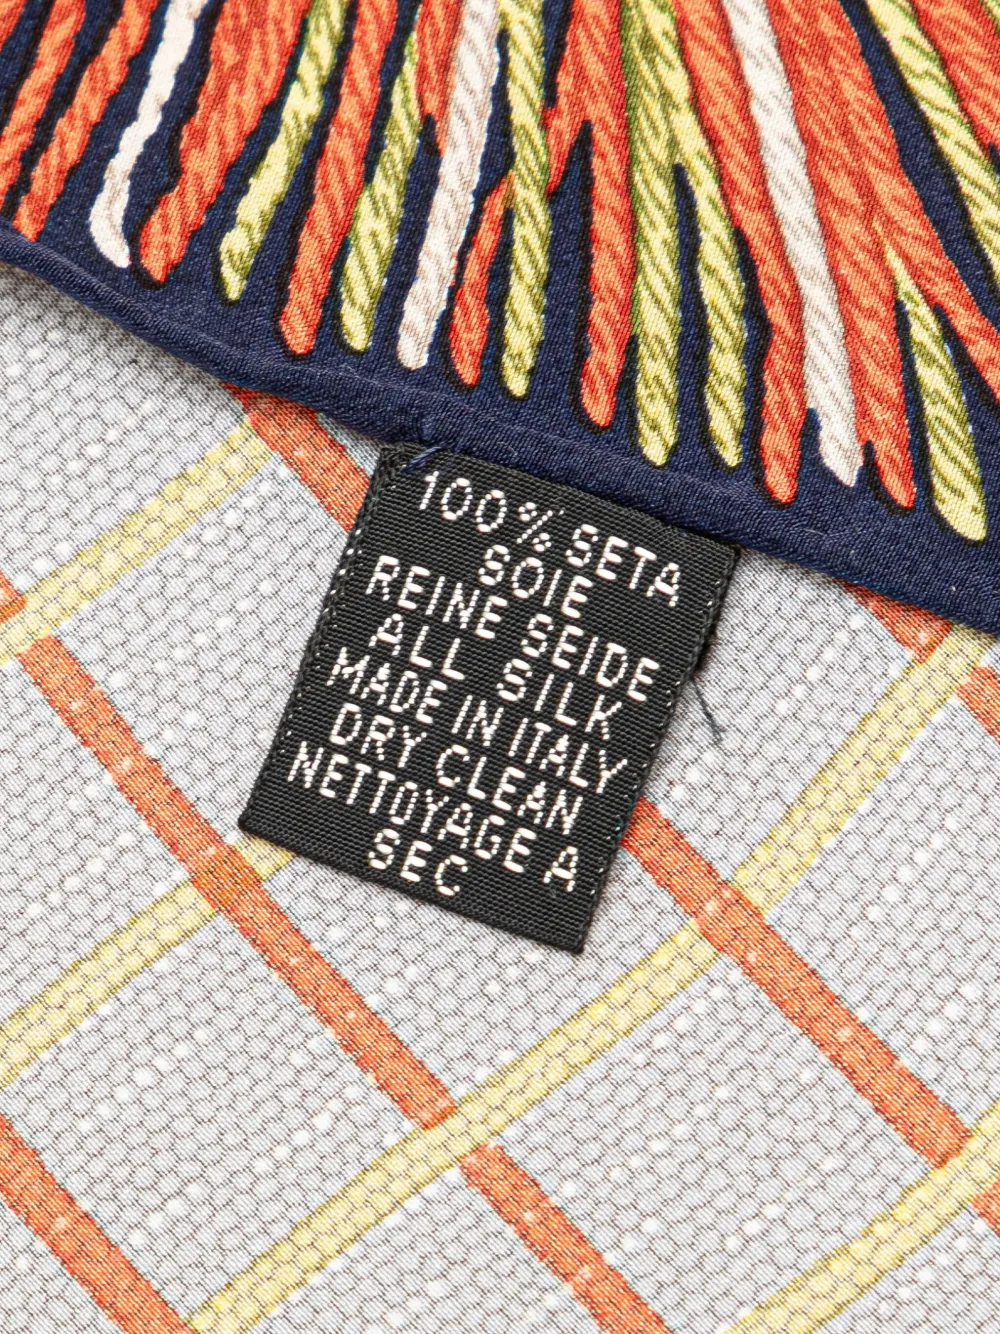 100% SETA
SOIE
REINE SEIDE
ALL SILK
MADE IN ITALY
DRY CLEAN
NETTOYAGE A
SEC